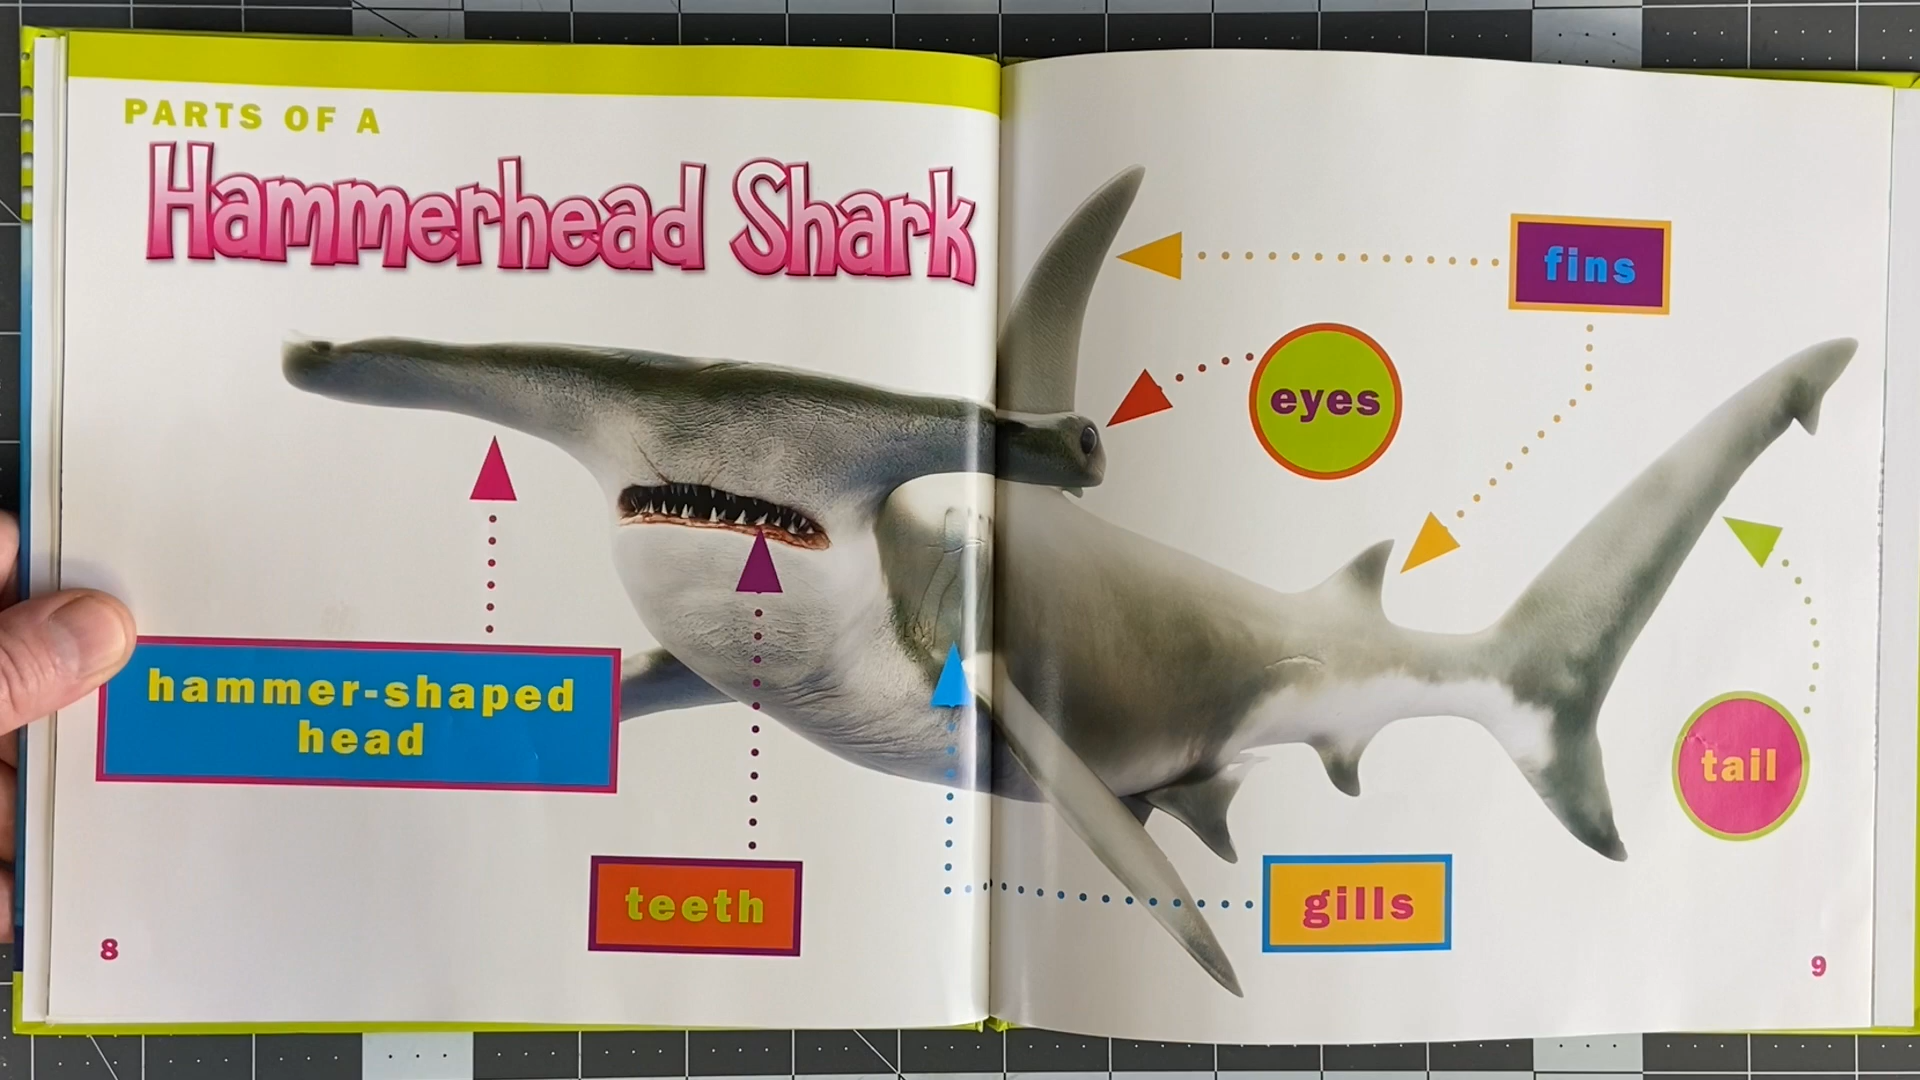 PARTS OF A
Hammerhead Shark
hammer-shaped
head
teeth
8
fins
eyes
tail
gills
9